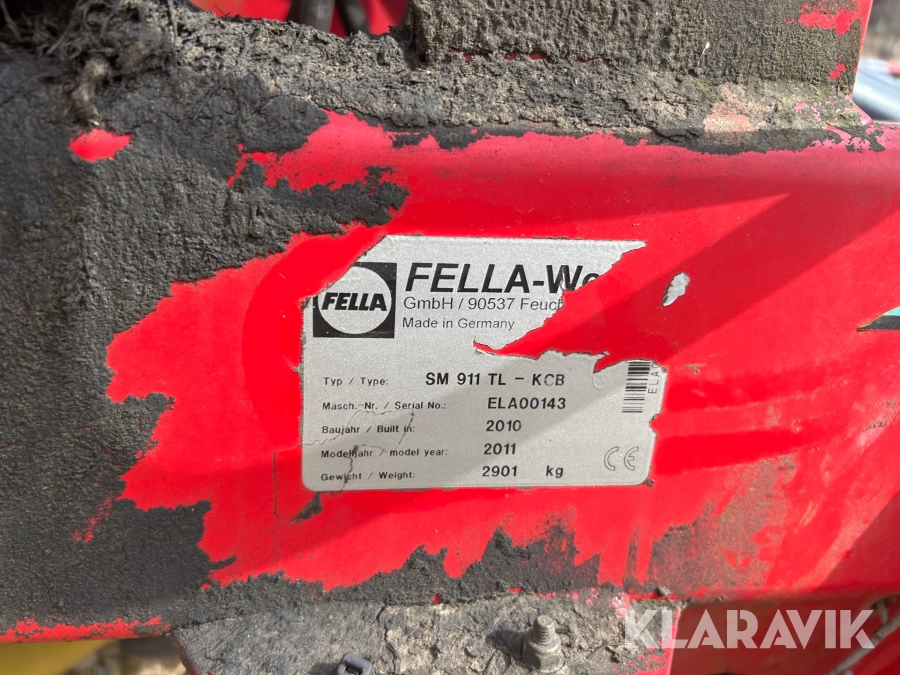 FELLA
FELLA-We
GmbH / 90537 Feuch
Made in Germany
Typ / Type: SM 911 TL - KCB
Masch.-Nr. / Serial No.: ELA00143
Baujahr / Built in: 2010
Modelljahr / model year: 2011
Gewicht / Weight: 2901 kg
CE
ELA
KLARAVIK